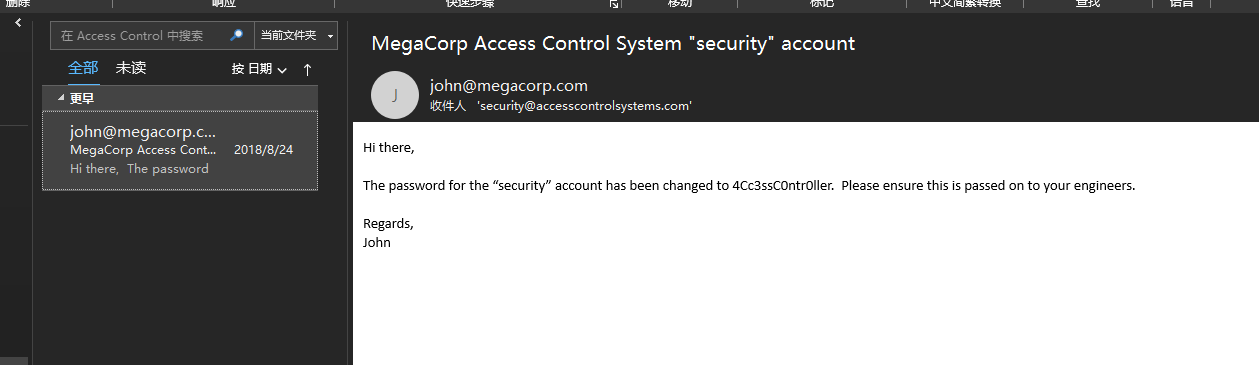 删除 响应 快速步骤 移动 标记 中文简繁转换 查找 语言
在 Access Control 中搜索 当前文件夹
全部 未读 按 日期
更早
john@megacorp.c...
MegaCorp Access Cont... 2018/8/24
Hi there, The password
MegaCorp Access Control System "security" account
J
john@megacorp.com
收件人 'security@accesscontrolsystems.com'
Hi there,
The password for the “security” account has been changed to 4Cc3ssC0ntr0ller. Please ensure this is passed on to your engineers.
Regards,
John